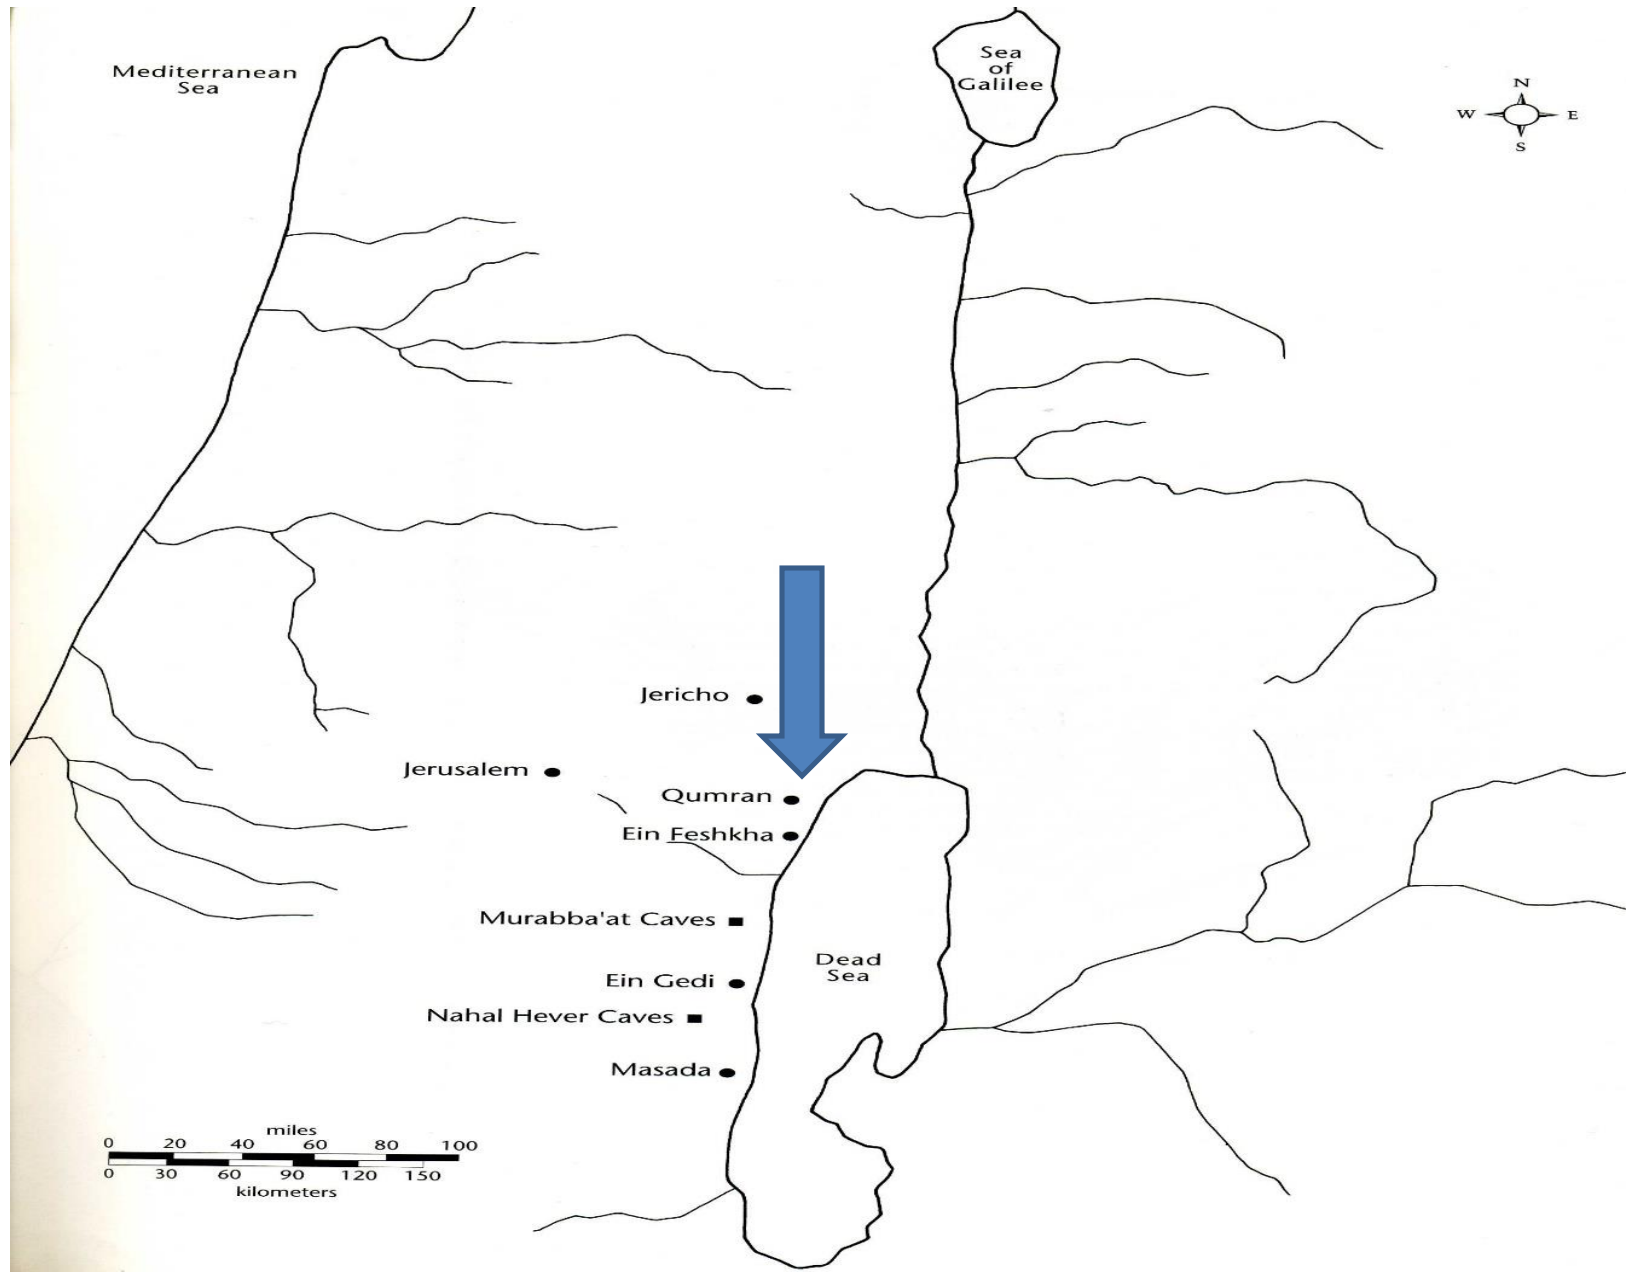 Mediterranean
Sea
Sea
of
Galilee
N
W E
S
Jericho
Jerusalem
Qumran
Ein Feshkha
Murabba'at Caves
Dead
Sea
Ein Gedi
Nahal Hever Caves
Masada
miles
0 20 40 60 80 100
0 30 60 90 120 150
kilometers